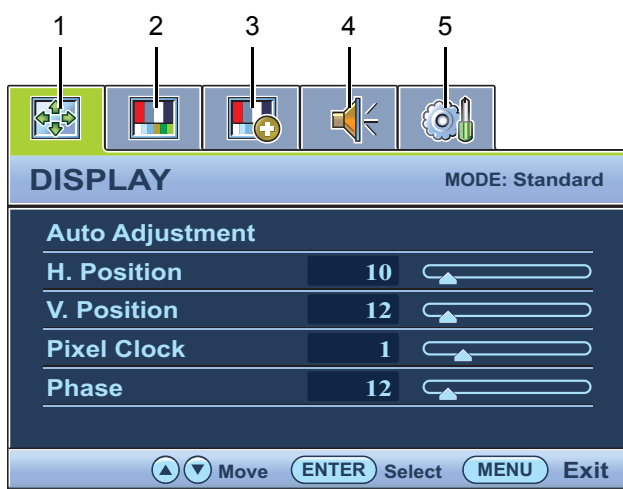 1 2 3 4 5
DISPLAY MODE: Standard
Auto Adjustment
H. Position 10
V. Position 12
Pixel Clock 1
Phase 12
Move ENTER Select MENU Exit